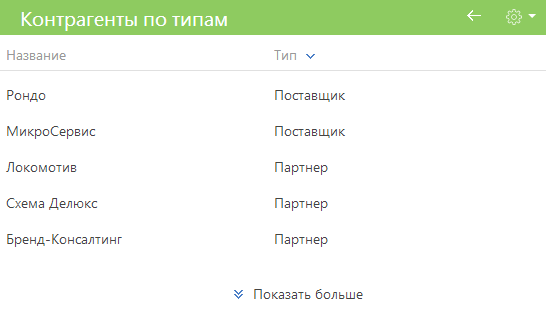 Контрагенты по типам
Название Тип
Рондо Поставщик
МикроСервис Поставщик
Локомотив Партнер
Схема Делюкс Партнер
Бренд-Консалтинг Партнер
Показать больше